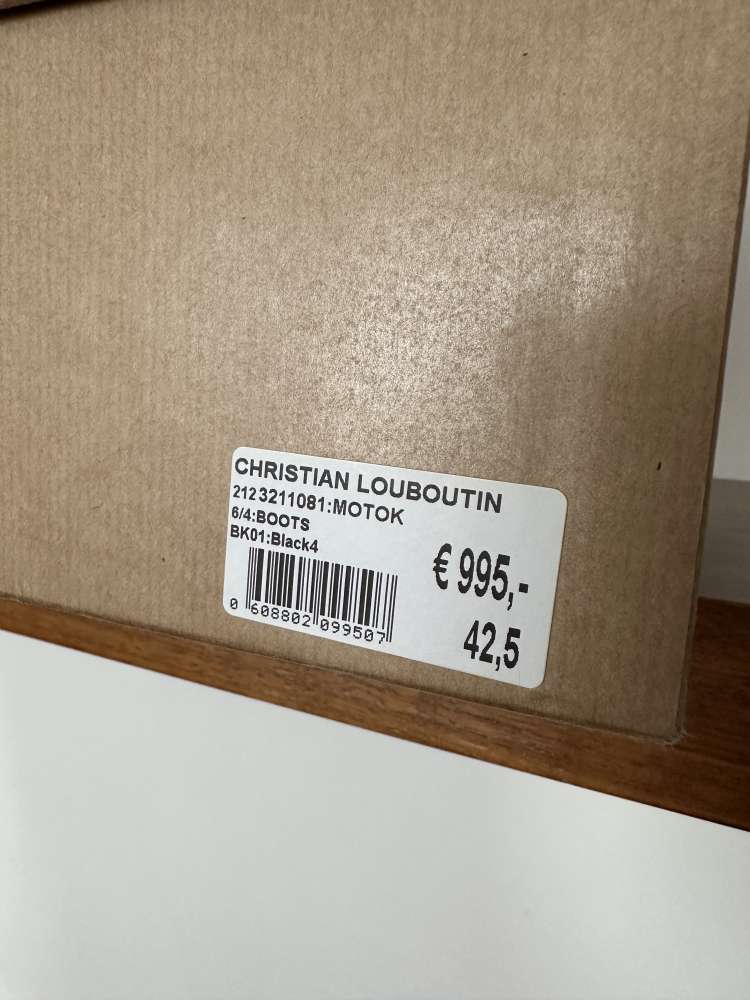 CHRISTIAN LOUBOUTIN
2123211081:MOTOK
6/4:BOOTS
BK01:Black4
€ 995,-
0 608802 099507
42,5